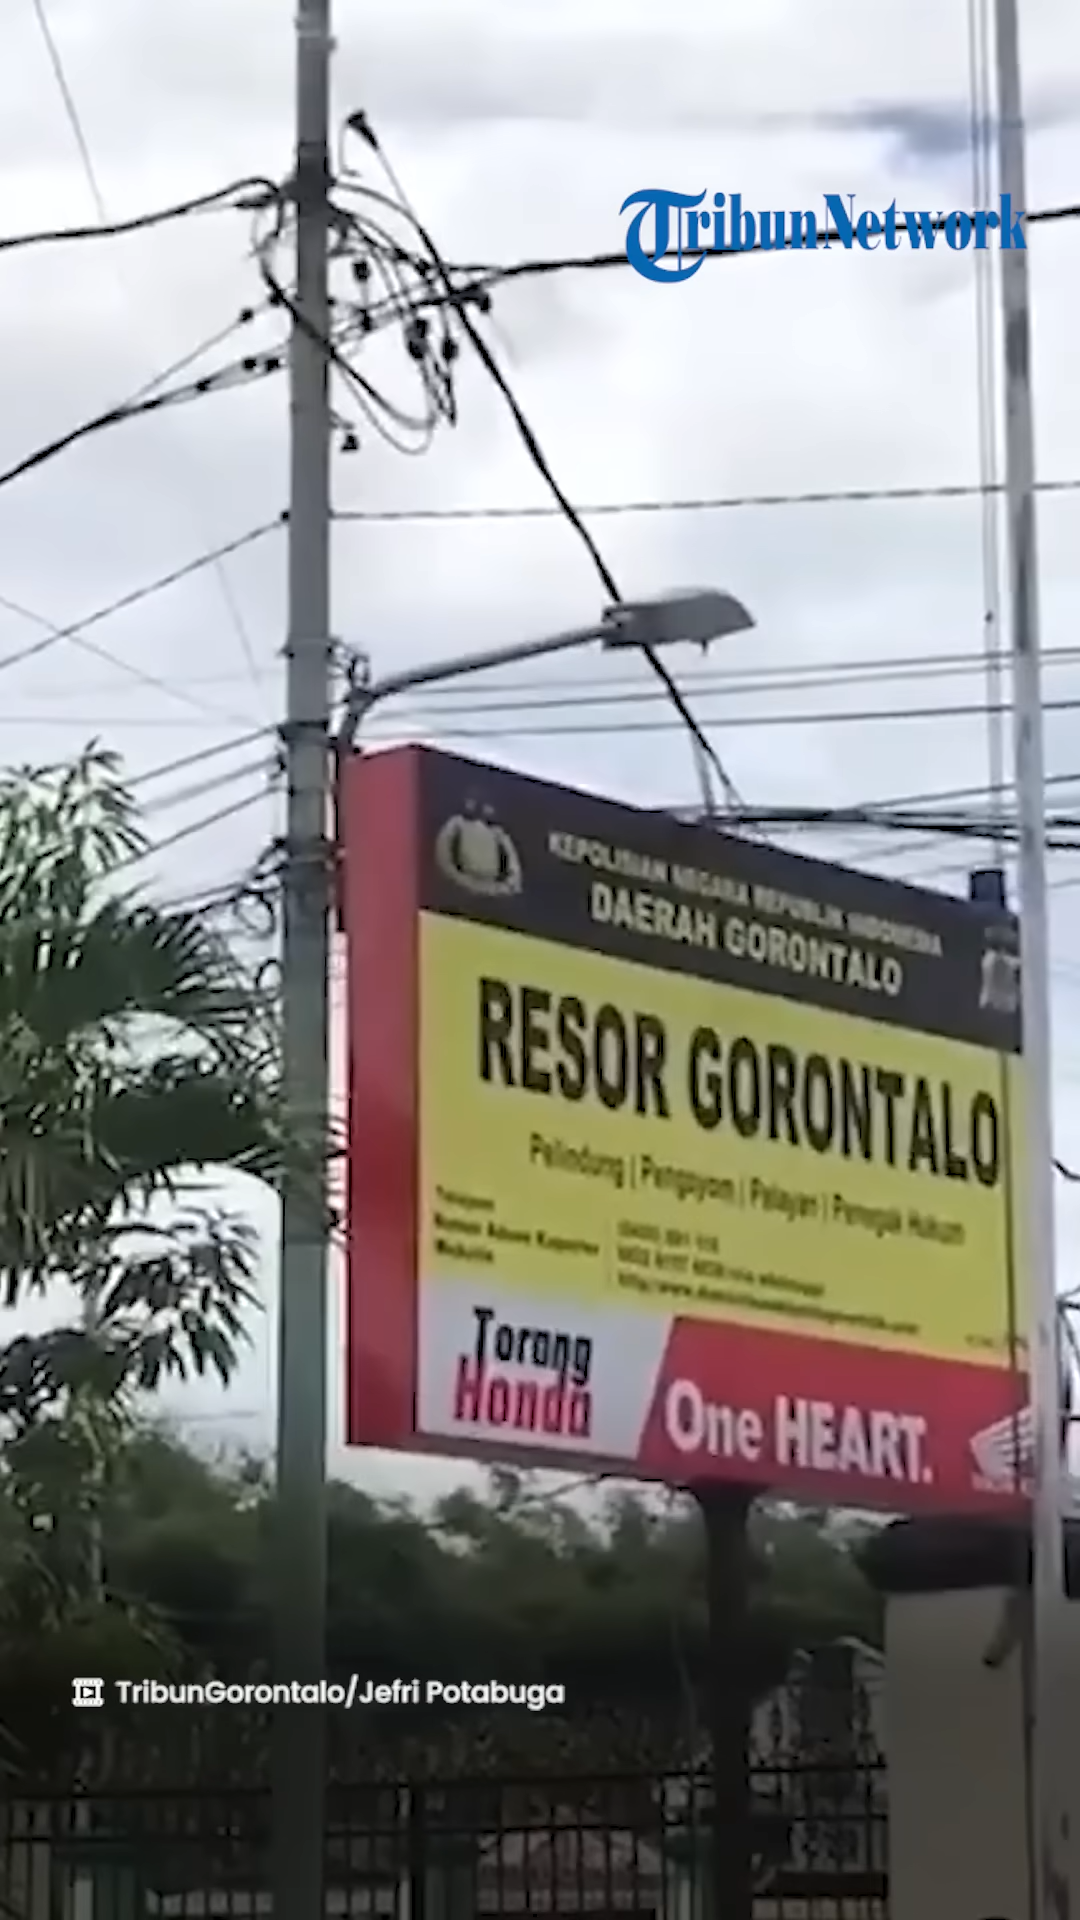 TribunNetwork
KEPOLISIAN NEGARA REPUBLIK INDONESIA
DAERAH GORONTALO
RESOR GORONTALO
Pelindung | Pengayom | Pelayan | Penegak Hukum
Torang
Honda
One HEART.
TribunGorontalo/Jefri Potabuga